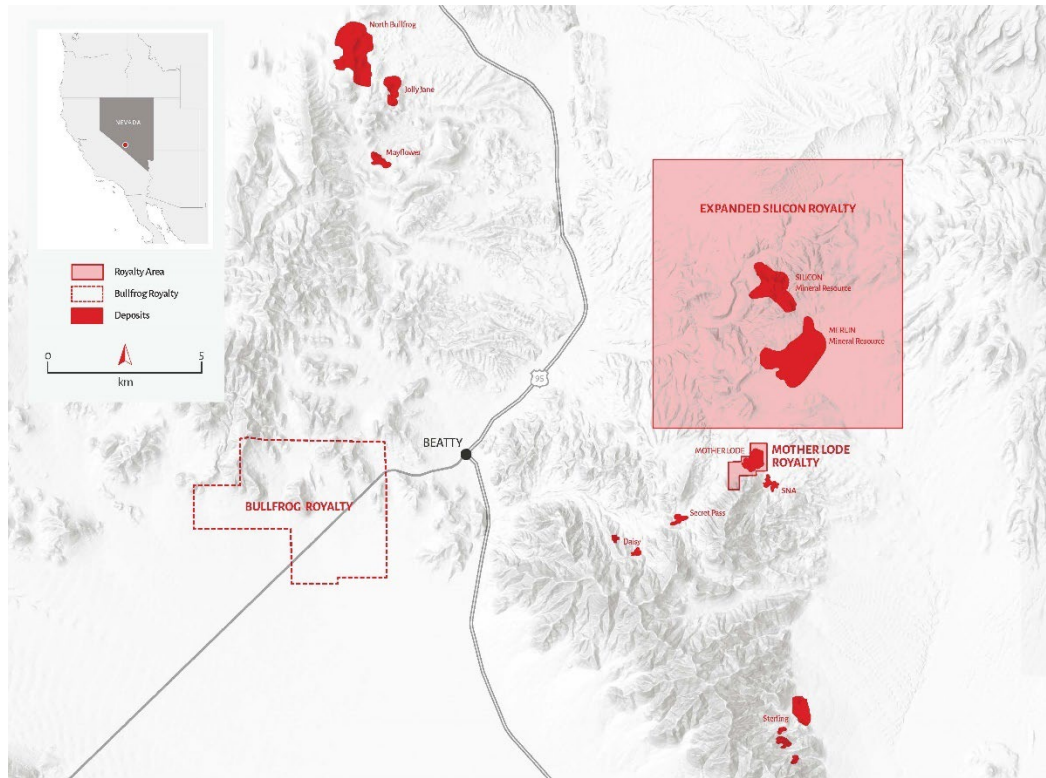 North Bullfrog
Jolly Jane
Mayflower
NEVADA
Royalty Area
Bullfrog Royalty
Deposits
0 5
km
EXPANDED SILICON ROYALTY
SILICON
Mineral Resource
MERLIN
Mineral Resource
95
BEATTY
MOTHER LODE
MOTHER LODE
ROYALTY
SNA
BULLFROG ROYALTY
Secret Pass
Daisy
Sterling